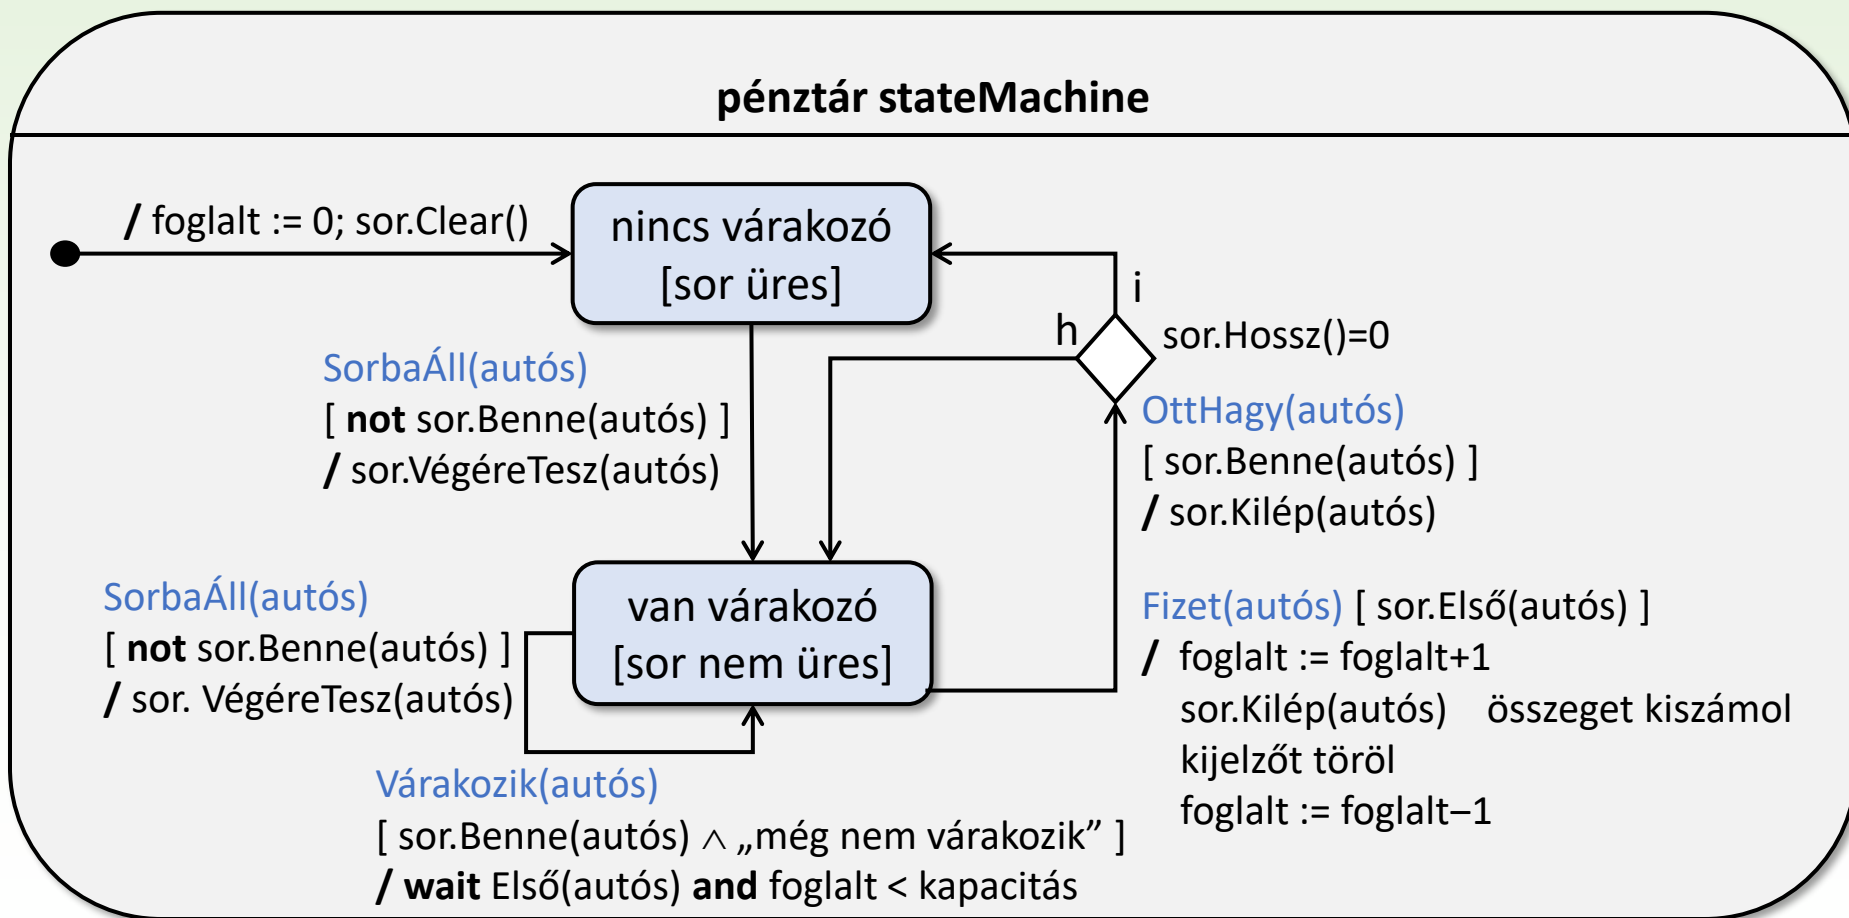 pénztár stateMachine
/ foglalt := 0; sor.Clear()
nincs várakozó
[sor üres]
i
h
sor.Hossz()=0
SorbaÁll(autós)
[ not sor.Benne(autós) ]
/ sor.VégéreTesz(autós)
OttHagy(autós)
[ sor.Benne(autós) ]
/ sor.Kilép(autós)
SorbaÁll(autós)
[ not sor.Benne(autós) ]
/ sor. VégéreTesz(autós)
van várakozó
[sor nem üres]
Fizet(autós) [ sor.Első(autós) ]
/ foglalt := foglalt+1
sor.Kilép(autós) összeget kiszámol
kijelzőt töröl
foglalt := foglalt–1
Várakozik(autós)
[ sor.Benne(autós) ∧ „még nem várakozik” ]
/ wait Első(autós) and foglalt < kapacitás